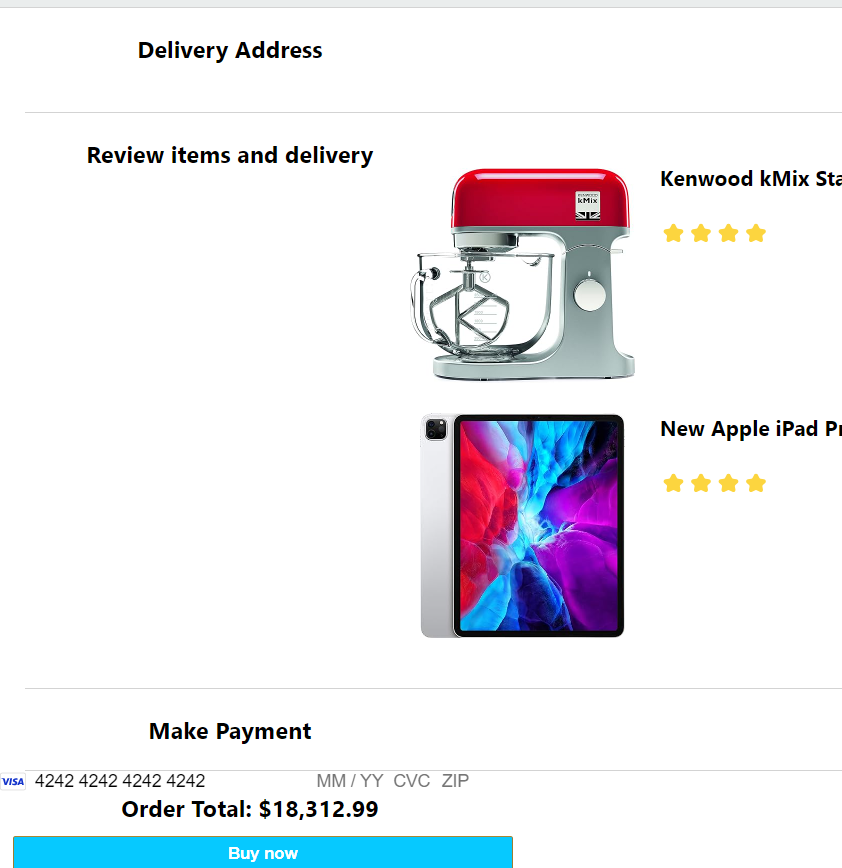 Delivery Address
Review items and delivery
KENWOOD
kMix
Kenwood kMix Sta
New Apple iPad Pr
Make Payment
VISA 4242 4242 4242 4242 MM / YY CVC ZIP
Order Total: $18,312.99
Buy now